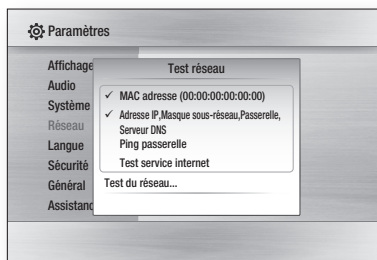 Paramètres
Affichage
Audio
Système
Réseau
Langue
Sécurité
Général
Assistanc
Test réseau
✓ MAC adresse (00:00:00:00:00:00)
✓ Adresse IP,Masque sous-réseau,Passerelle,
Serveur DNS
Ping passerelle
Test service internet
Test du réseau...